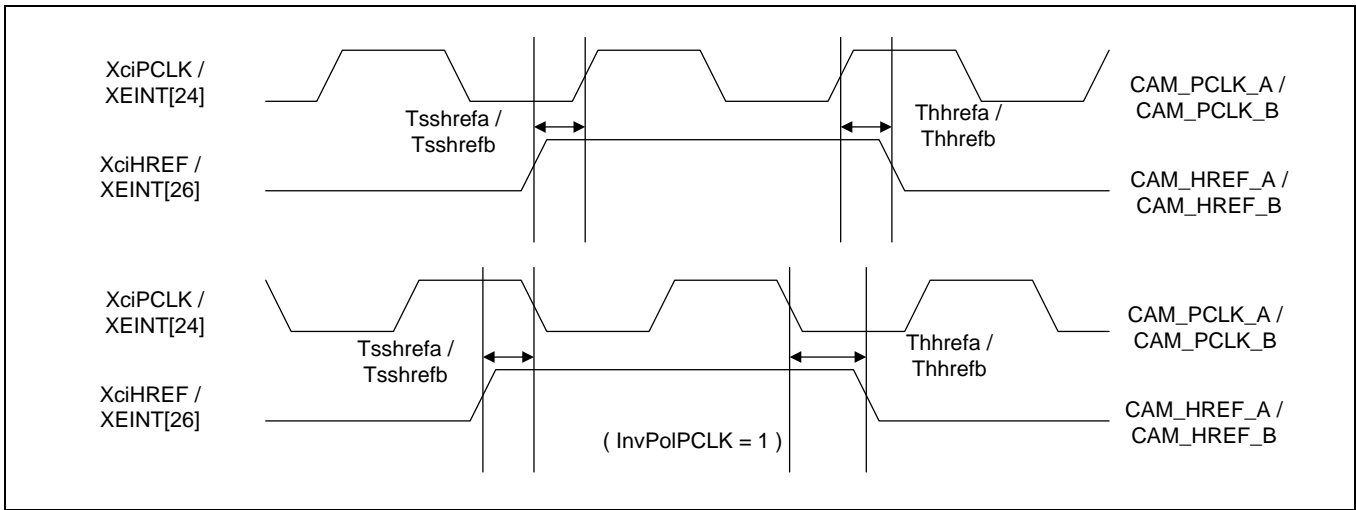 XciPCLK /
XEINT[24]
Tsshrefa /
Tsshrefb
Thhrefa /
Thhrefb
CAM_PCLK_A /
CAM_PCLK_B
XciHREF /
XEINT[26]
CAM_HREF_A /
CAM_HREF_B
XciPCLK /
XEINT[24]
Tsshrefa /
Tsshrefb
Thhrefa /
Thhrefb
CAM_PCLK_A /
CAM_PCLK_B
XciHREF /
XEINT[26]
( InvPolPCLK = 1 )
CAM_HREF_A /
CAM_HREF_B